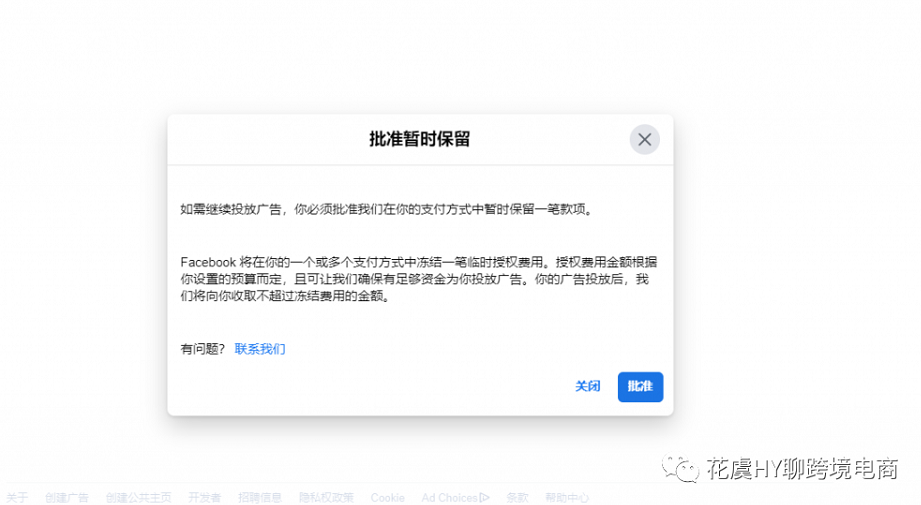 批准暂时保留
如需继续投放广告，你必须批准我们在你的支付方式中暂时保留一笔款项。
Facebook 将在你的一个或多个支付方式中冻结一笔临时授权费用。授权费用金额根据
你设置的预算而定，且可让我们确保有足够资金为你投放广告。你的广告投放后，我
们将向你收取不超过冻结费用的金额。
有问题？ 联系我们
关闭 批准
花虞HY聊跨境电商
关于 创建广告 创建公共主页 开发者 招聘信息 隐私权政策 Cookie Ad Choices 条款 帮助中心